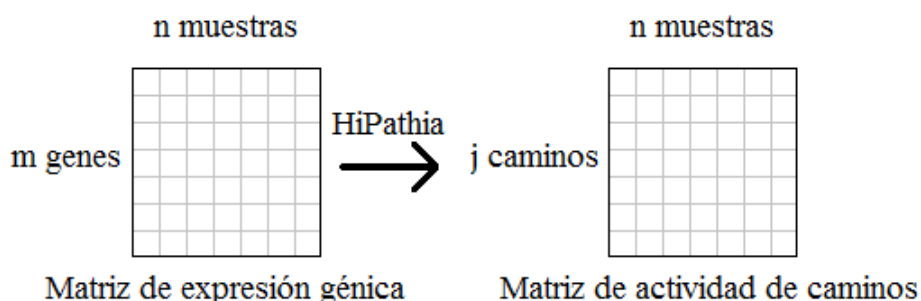 n muestras
n muestras
m genes
HiPathia
j caminos
Matriz de expresión génica
Matriz de actividad de caminos